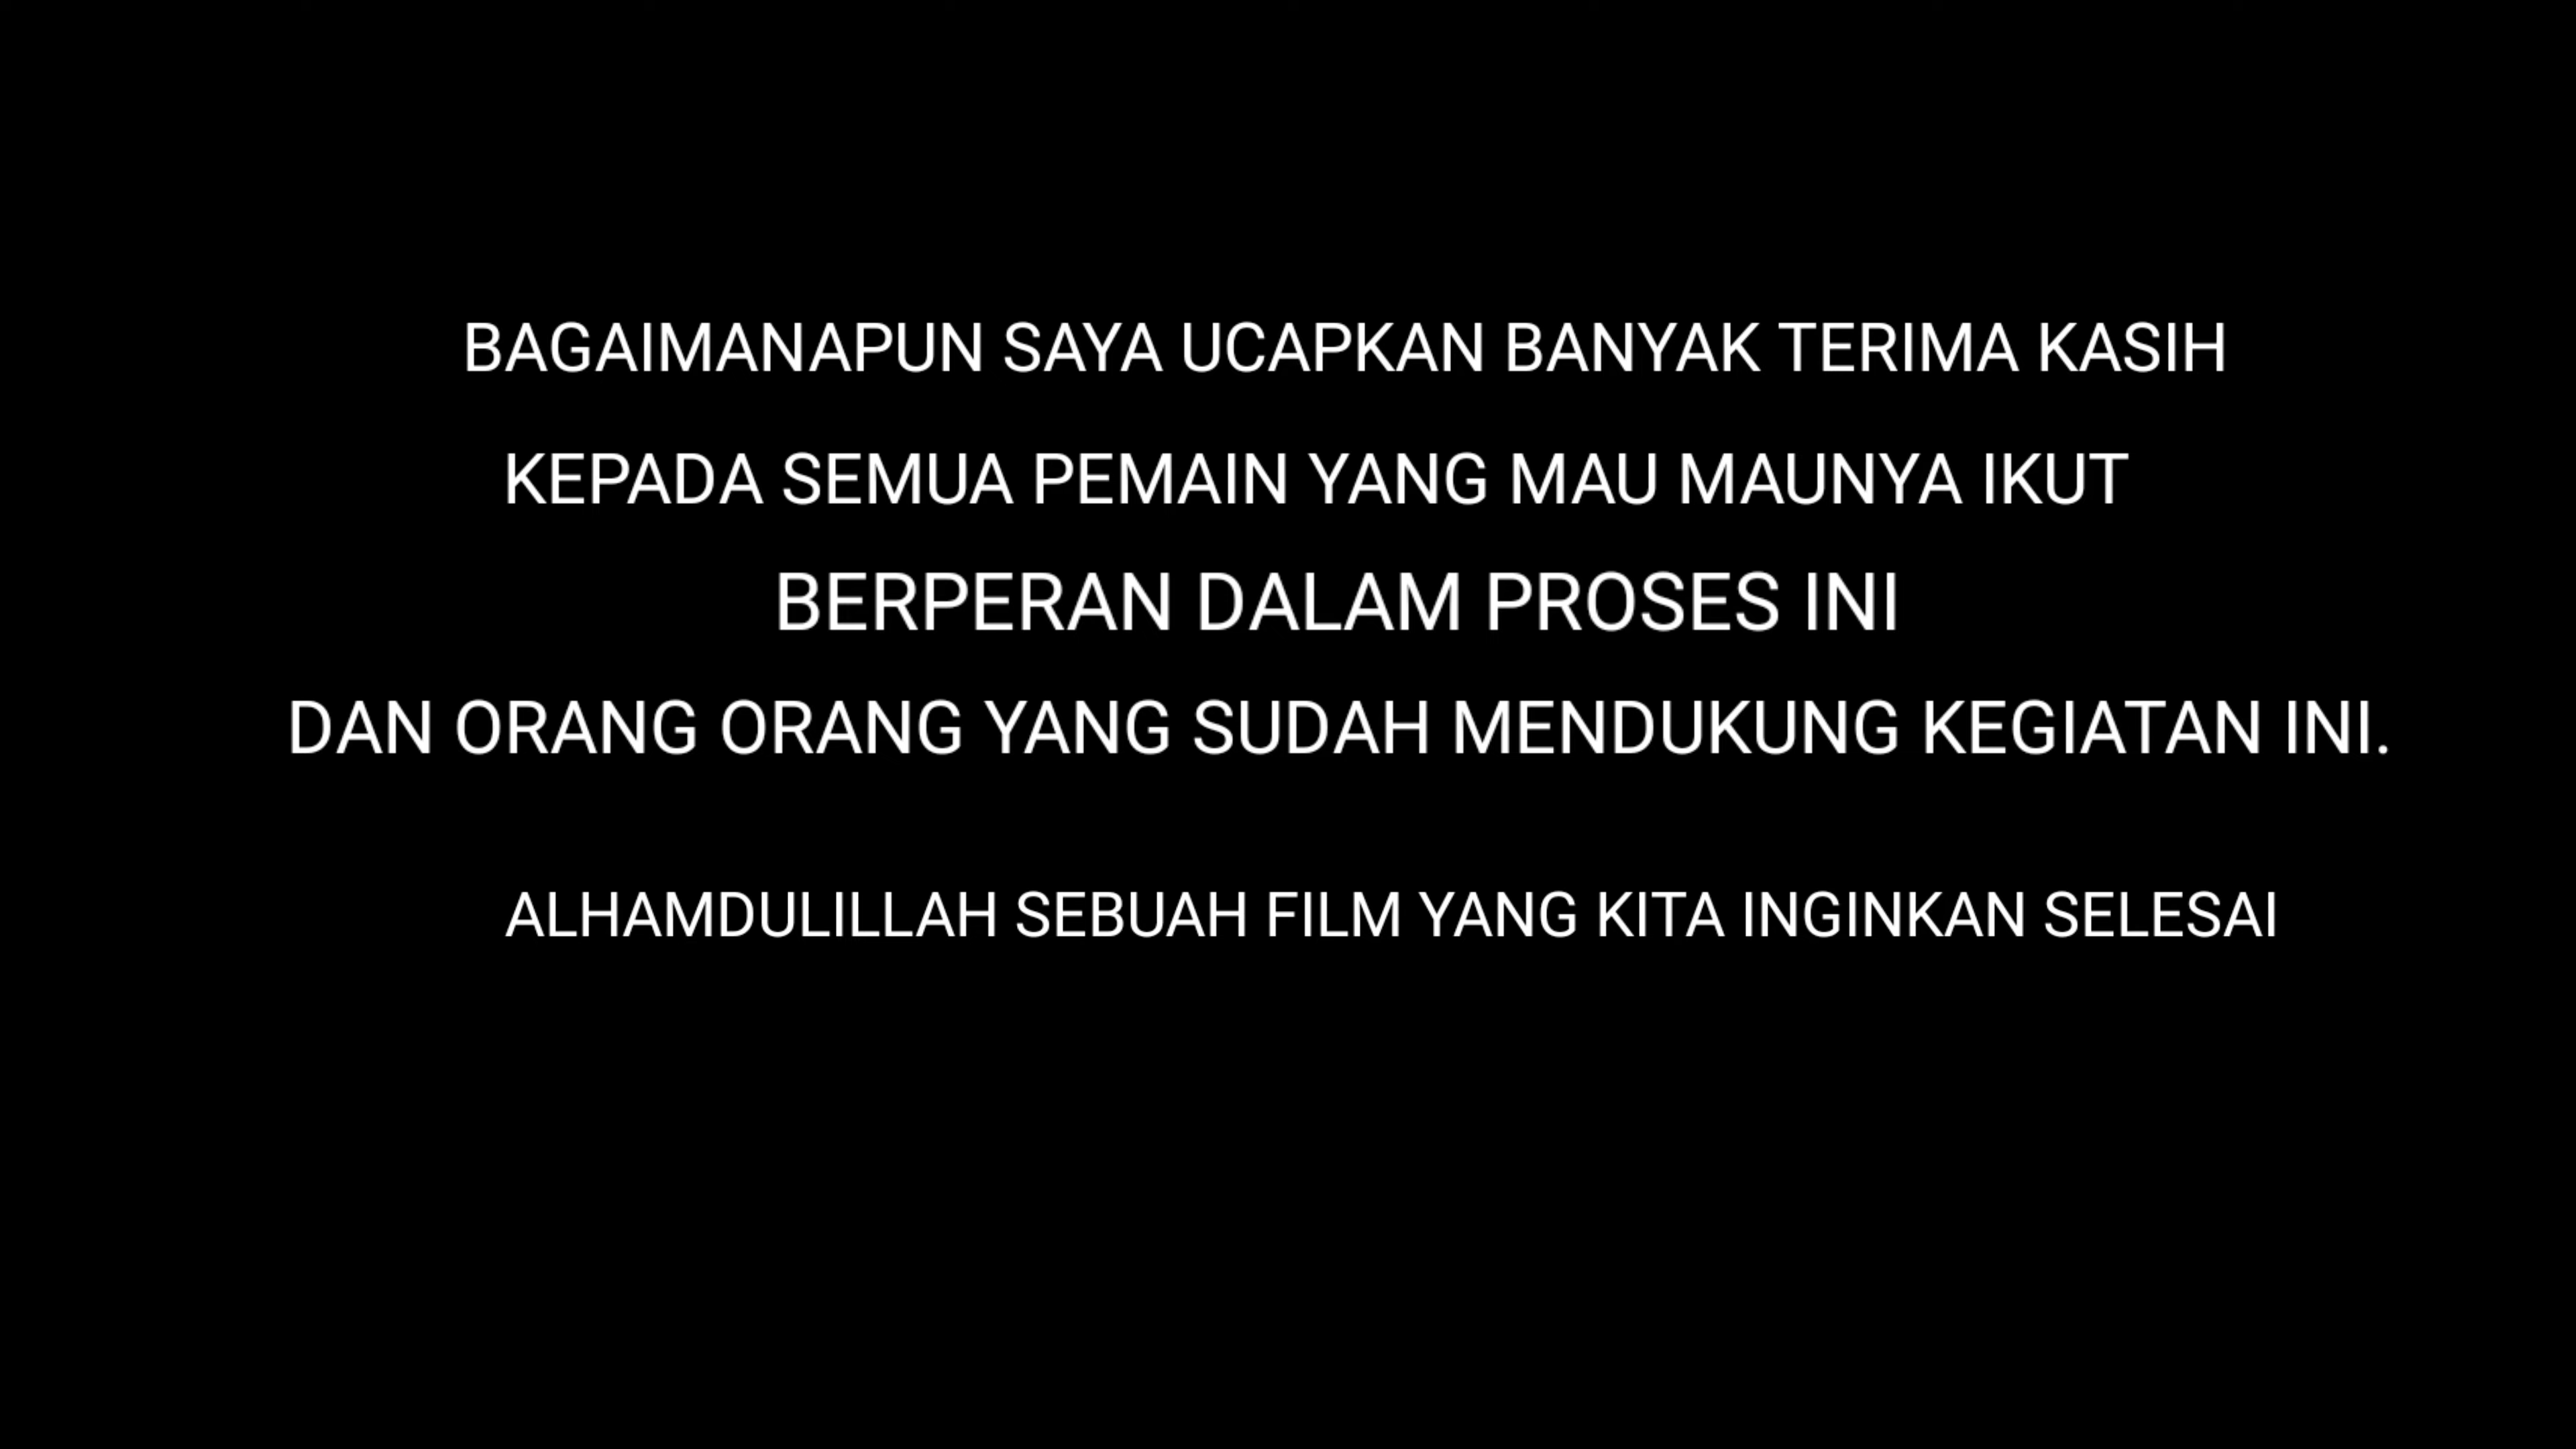 BAGAIMANAPUN SAYA UCAPKAN BANYAK TERIMA KASIH
KEPADA SEMUA PEMAIN YANG MAU MAUNYA IKUT
BERPERAN DALAM PROSES INI
DAN ORANG ORANG YANG SUDAH MENDUKUNG KEGIATAN INI.
ALHAMDULILLAH SEBUAH FILM YANG KITA INGINKAN SELESAI